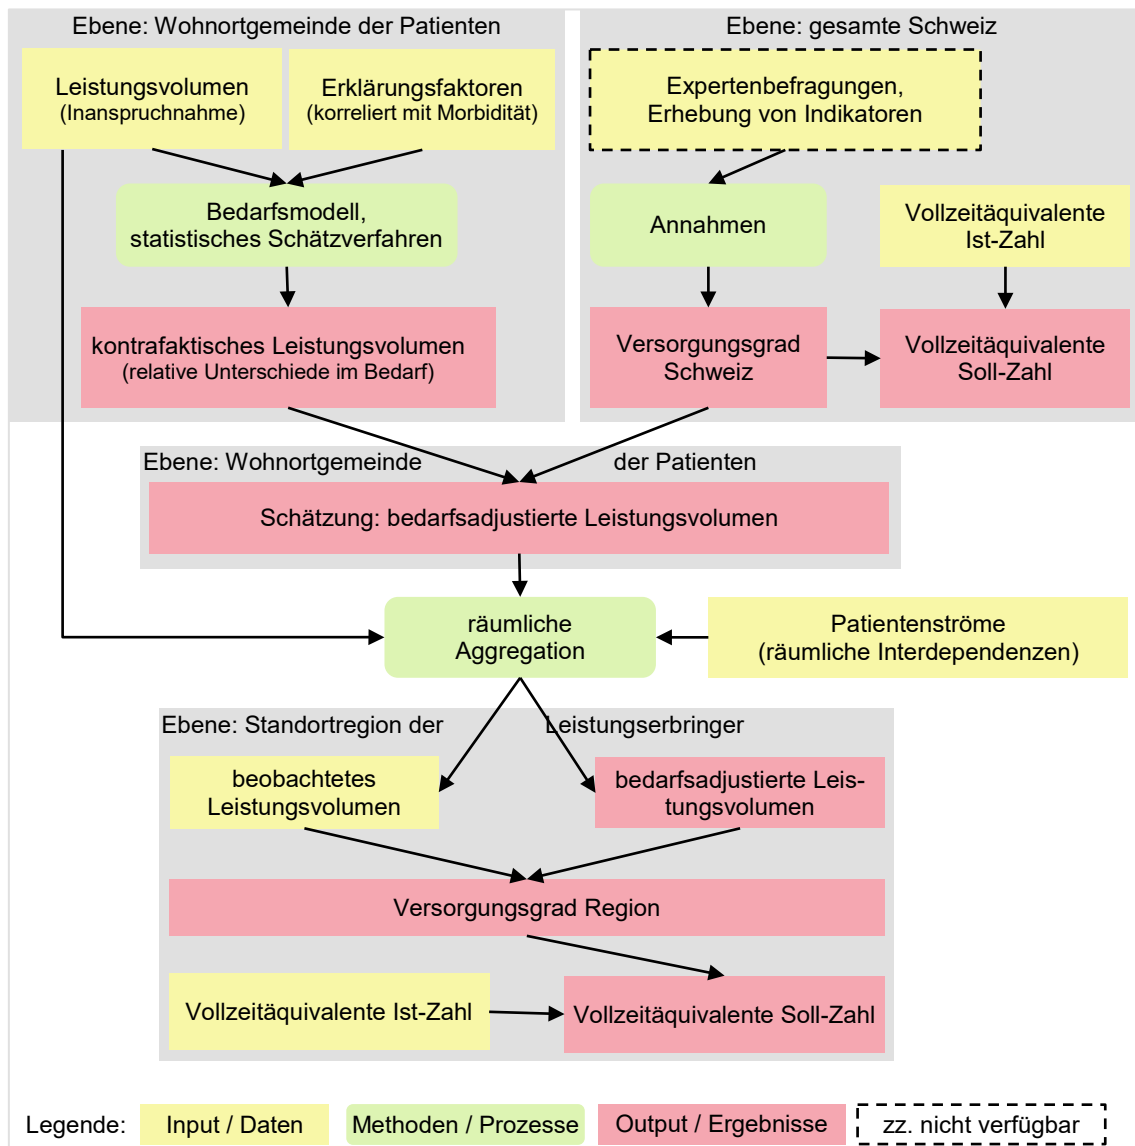 Ebene: Wohnortgemeinde der Patienten
Leistungsvolumen
(Inanspruchnahme)
Erklärungsfaktoren
(korreliert mit Morbidität)
Bedarfsmodell,
statistisches Schätzverfahren
kontrafaktisches Leistungsvolumen
(relative Unterschiede im Bedarf)
Ebene: gesamte Schweiz
Expertenbefragungen,
Erhebung von Indikatoren
Annahmen
Vollzeitäquivalente
Ist-Zahl
Versorgungsgrad
Schweiz
Vollzeitäquivalente
Soll-Zahl
Ebene: Wohnortgemeinde der Patienten
Schätzung: bedarfsadjustierte Leistungsvolumen
räumliche
Aggregation
Patientenströme
(räumliche Interdependenzen)
Ebene: Standortregion der Leistungserbringer
beobachtetes
Leistungsvolumen
bedarfsadjustierte Leis-
tungsvolumen
Versorgungsgrad Region
Vollzeitäquivalente Ist-Zahl
Vollzeitäquivalente Soll-Zahl
Legende: Input / Daten Methoden / Prozesse Output / Ergebnisse zz. nicht verfügbar